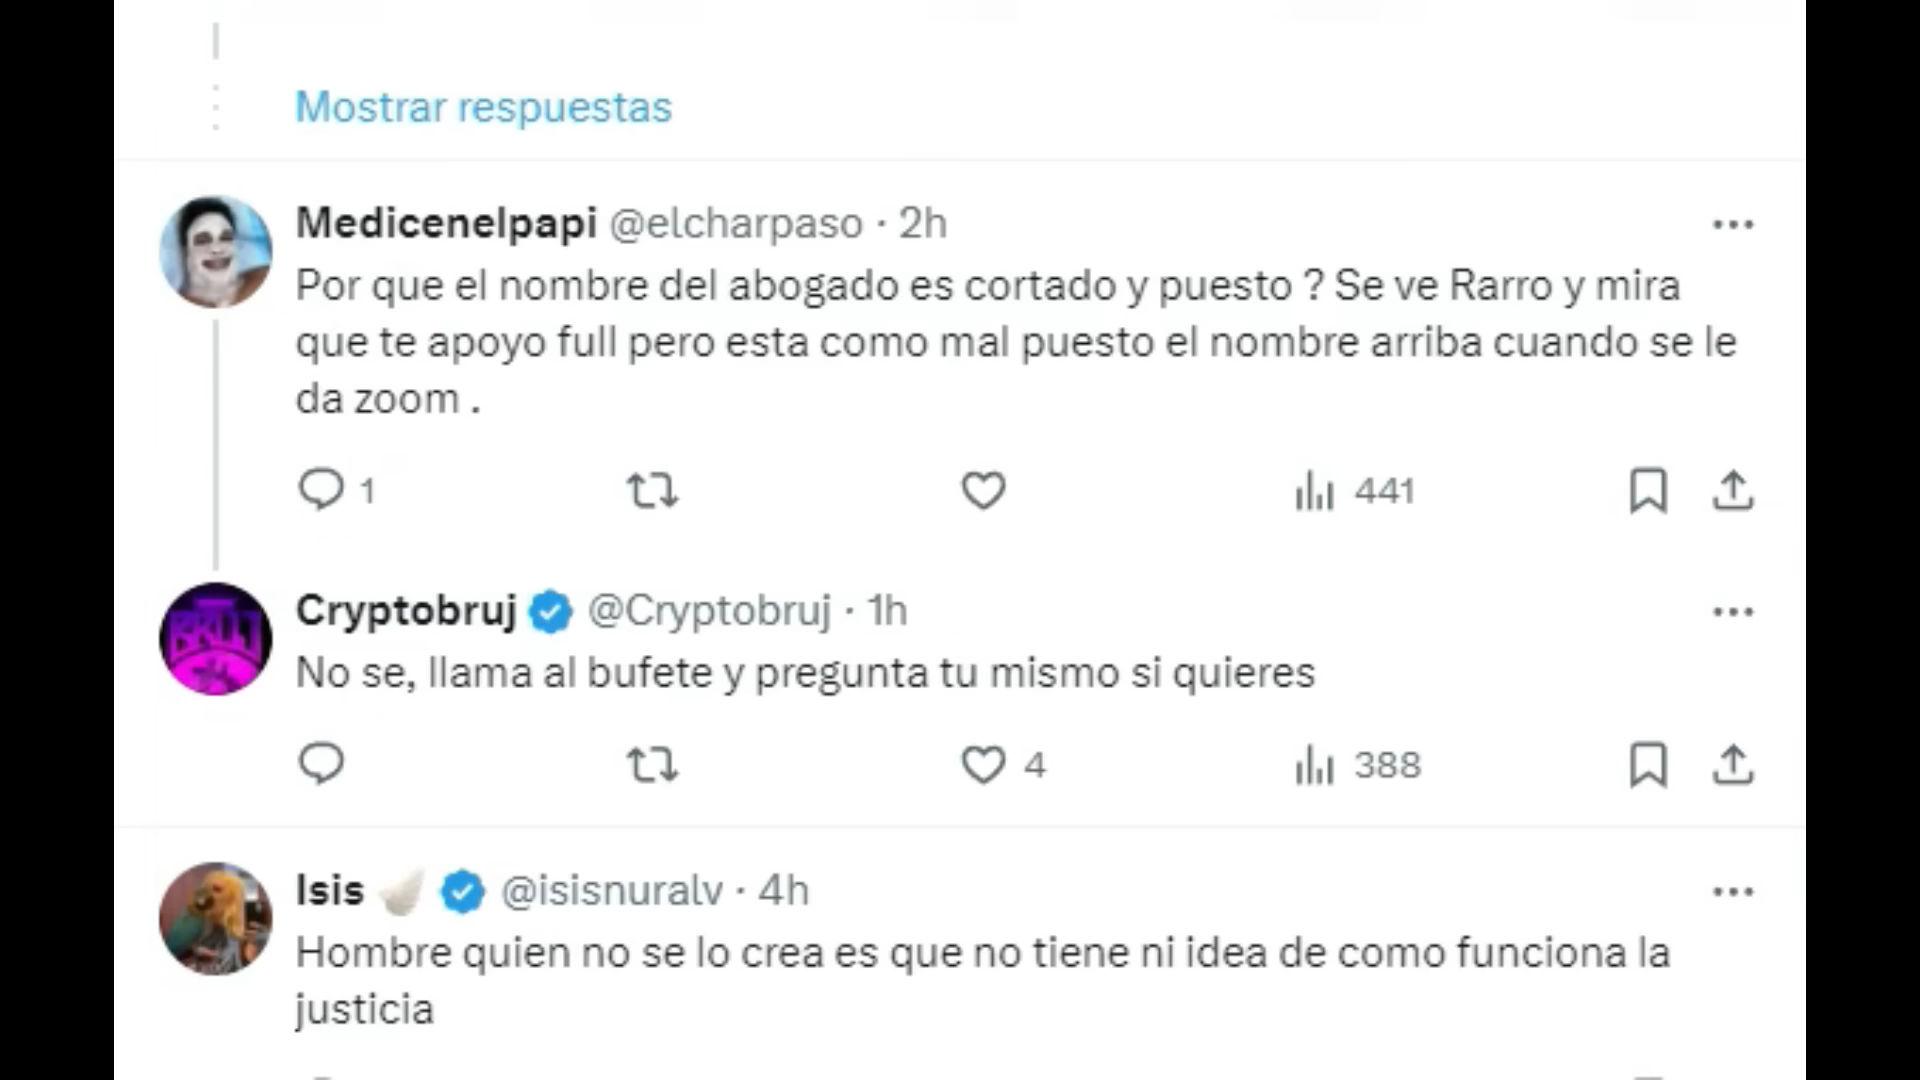 Mostrar respuestas
Medicenelpapi @elcharpaso · 2h
Por que el nombre del abogado es cortado y puesto ? Se ve Rarro y mira
que te apoyo full pero esta como mal puesto el nombre arriba cuando se le
da zoom .
1 441
Cryptobruj @Cryptobruj · 1h
No se, llama al bufete y pregunta tu mismo si quieres
4 388
Isis @isisnuralv · 4h
Hombre quien no se lo crea es que no tiene ni idea de como funciona la
justicia